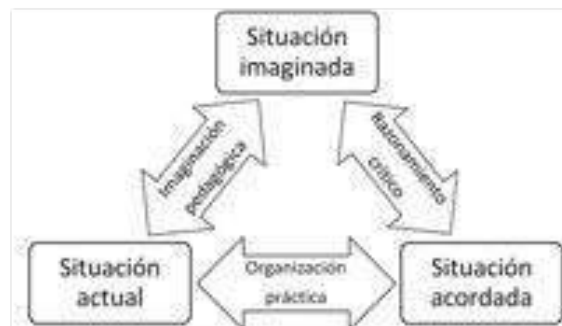 Situación
imaginada
Imaginación
pedagógica
Razonamiento
crítico
Situación
actual
Organización
práctica
Situación
acordada